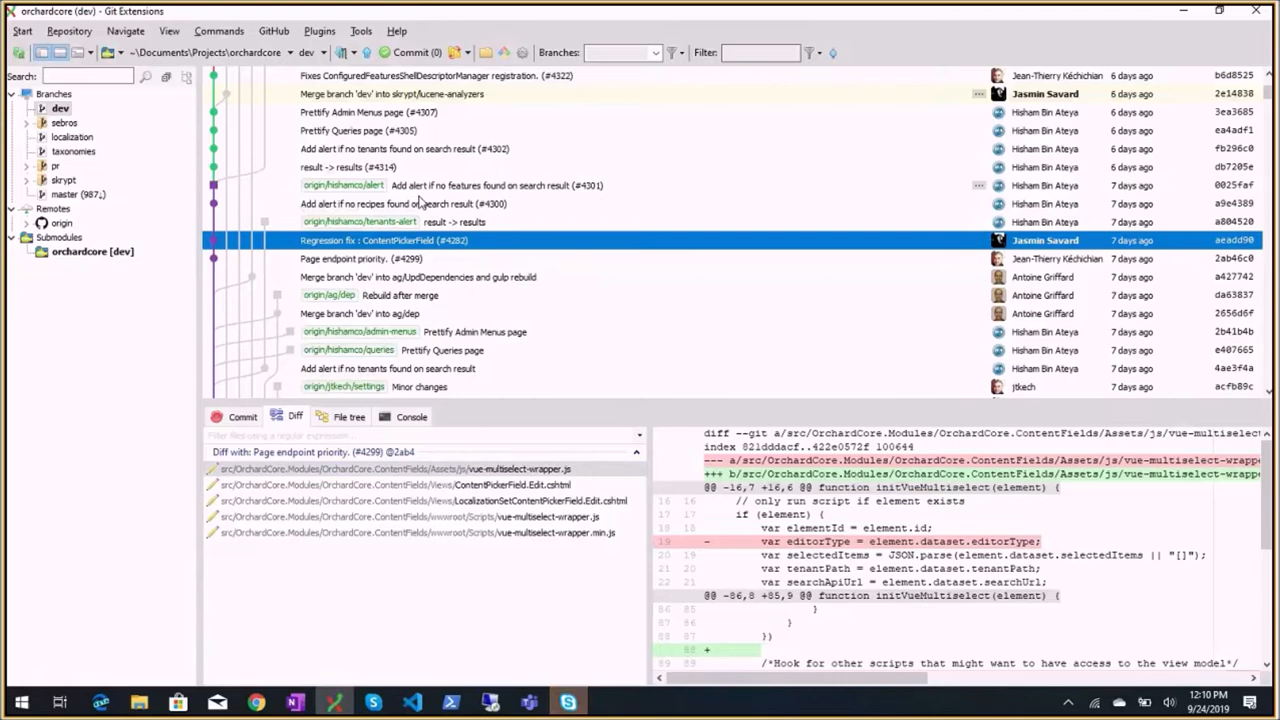 orchardcore (dev) - Git Extensions
Start Repository Navigate View Commands GitHub Plugins Tools Help
~\Documents\Projects\orchardcore dev Commit (0) Branches: Filter:
Search:
Branches
dev
sebros
localization
taxonomies
pr
skrypt
master (987↓)
Remotes
origin
Submodules
orchardcore [dev]
Fixes ConfiguredFeaturesShellDescriptorManager registration. (#4322) Jean-Thierry Kéchichian 6 days ago b6d8525
Merge branch 'dev' into skrypt/lucene-analyzers Jasmin Savard 6 days ago 2e14838
Prettify Admin Menus page (#4307) Hisham Bin Ateya 6 days ago 3ea3685
Prettify Queries page (#4305) Hisham Bin Ateya 6 days ago ea4adf1
Add alert if no tenants found on search result (#4302) Hisham Bin Ateya 6 days ago fb296c0
result -> results (#4314) Hisham Bin Ateya 6 days ago db7205e
origin/hishamco/alert Add alert if no features found on search result (#4301) Hisham Bin Ateya 6 days ago 0025faf
Add alert if no recipes found on search result (#4300) Hisham Bin Ateya 7 days ago a9e4389
origin/hishamco/tenants-alert result -> results Hisham Bin Ateya 7 days ago a804520
Regression fix : ContentPickerField (#4282) Jasmin Savard 7 days ago aeadd90
Page endpoint priority. (#4299) Jean-Thierry Kéchichian 7 days ago 2ab46c0
Merge branch 'dev' into ag/UpdDependencies and gulp rebuild Antoine Griffard 7 days ago a427742
origin/ag/dep Rebuild after merge Antoine Griffard 7 days ago da63837
Merge branch 'dev' into ag/dep Antoine Griffard 7 days ago 2656d6f
origin/hishamco/admin-menus Prettify Admin Menus page Hisham Bin Ateya 7 days ago 2b41b4b
origin/hishamco/queries Prettify Queries page Hisham Bin Ateya 7 days ago e407665
Add alert if no tenants found on search result Hisham Bin Ateya 7 days ago 4ae3f4a
origin/jtkech/settings Minor changes jtkech 7 days ago acfb89c
Commit Diff File tree Console
Filter files using a regular expression...
Diff with: Page endpoint priority. (#4299) @2ab4
src/OrchardCore.Modules/OrchardCore.ContentFields/Assets/js/vue-multiselect-wrapper.js
src/OrchardCore.Modules/OrchardCore.ContentFields/Views/ContentPickerField.Edit.cshtml
src/OrchardCore.Modules/OrchardCore.ContentFields/Views/LocalizationSetContentPickerField.Edit.cshtml
src/OrchardCore.Modules/OrchardCore.ContentFields/wwwroot/Scripts/vue-multiselect-wrapper.js
src/OrchardCore.Modules/OrchardCore.ContentFields/wwwroot/Scripts/vue-multiselect-wrapper.min.js
diff --git a/src/OrchardCore.Modules/OrchardCore.ContentFields/Assets/js/vue-multiselect
index 821dddacf..422e0572f 100644
--- a/src/OrchardCore.Modules/OrchardCore.ContentFields/Assets/js/vue-multiselect-wrappe
+++ b/src/OrchardCore.Modules/OrchardCore.ContentFields/Assets/js/vue-multiselect-wrappe
@@ -16,7 +16,6 @@ function initVueMultiselect(element) {
16 16 // only run script if element exists
17 17 if (element) {
18 18 var elementId = element.id;
19 - var editorType = element.dataset.editorType;
20 19 var selectedItems = JSON.parse(element.dataset.selectedItems || "[]");
21 20 var tenantPath = element.dataset.tenantPath;
22 21 var searchApiUrl = element.dataset.searchUrl;
@@ -86,8 +85,9 @@ function initVueMultiselect(element) {
86 85 }
87 86 }
88 87 })
88 +
89 89 /*Hook for other scripts that might want to have access to the view model*/
12:10 PM
9/24/2019